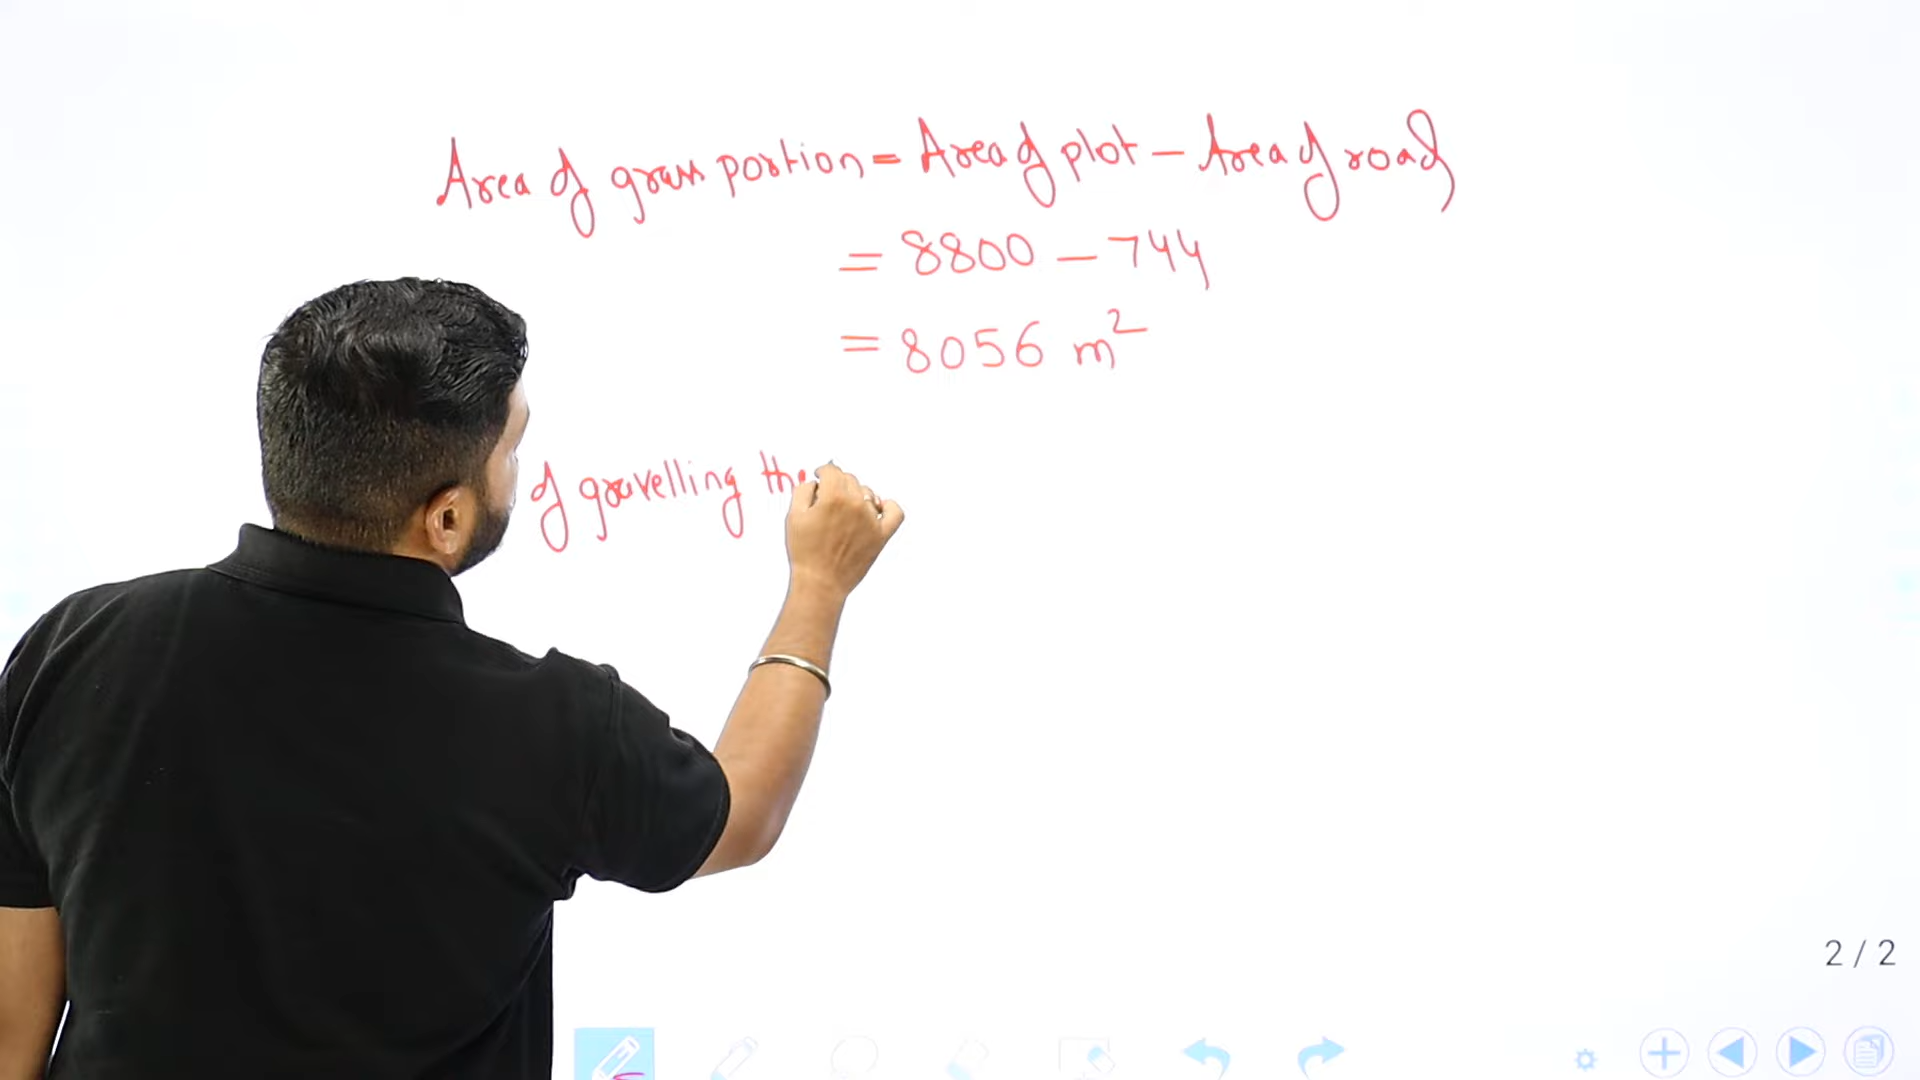 Area of grass portion = Area of plot - Area of road
= 8800 - 744
= 8056 m²
of gravelling the
2 / 2